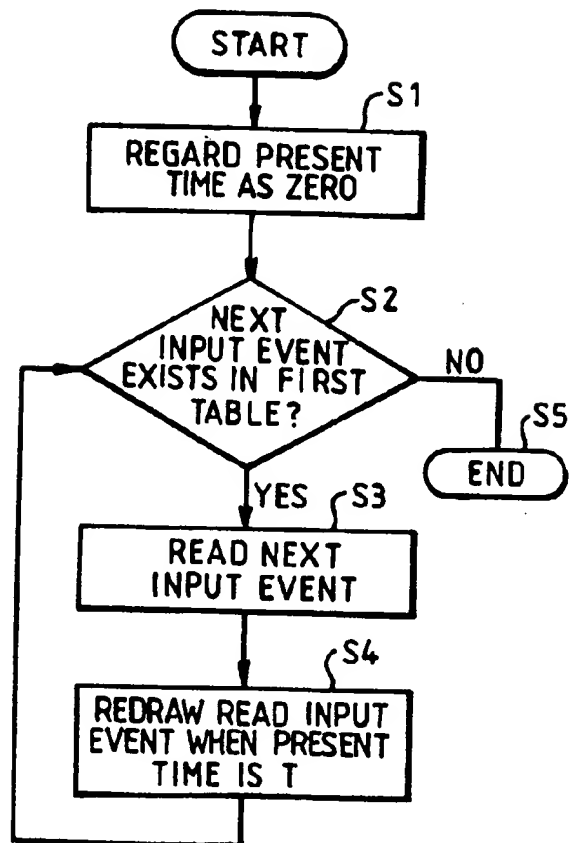 START
S1
REGARD PRESENT
TIME AS ZERO
S2
NEXT
INPUT EVENT
EXISTS IN FIRST
TABLE?
NO
S5
END
YES
S3
READ NEXT
INPUT EVENT
S4
REDRAW READ INPUT
EVENT WHEN PRESENT
TIME IS T